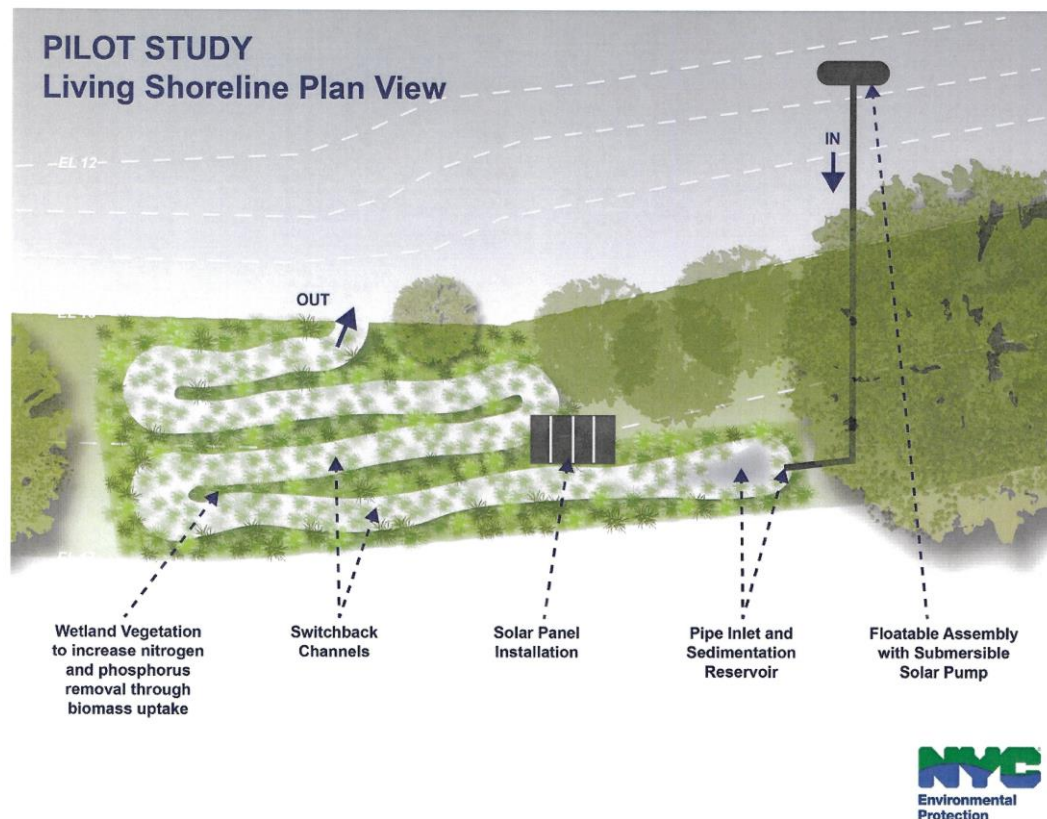 PILOT STUDY
Living Shoreline Plan View
EL 12
IN
OUT
Wetland Vegetation
to increase nitrogen
and phosphorus
removal through
biomass uptake
Switchback
Channels
Solar Panel
Installation
Pipe Inlet and
Sedimentation
Reservoir
Floatable Assembly
with Submersible
Solar Pump
NYC
Environmental
Protection